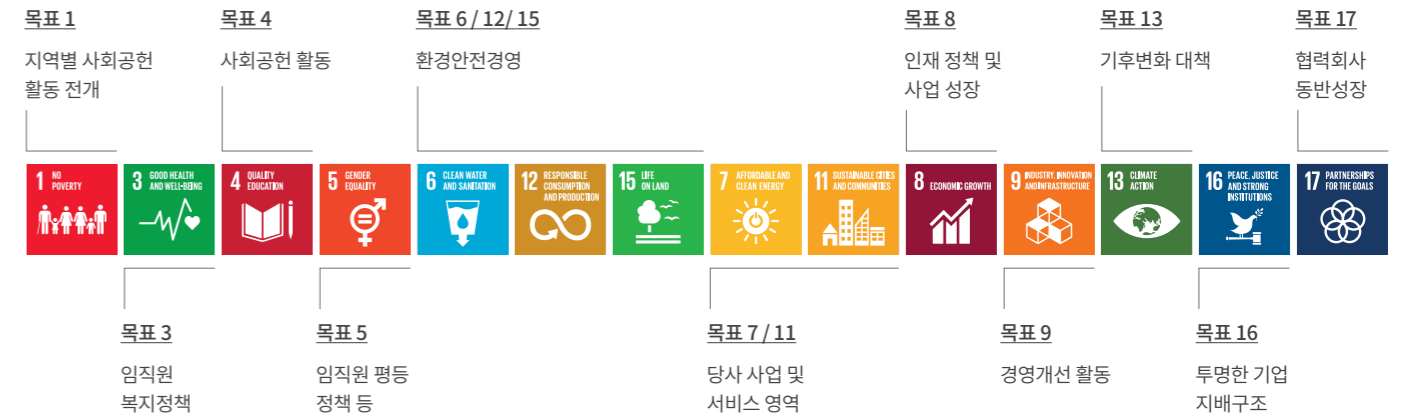 목표 1
지역별 사회공헌
활동 전개
목표 4
사회공헌 활동
목표 6 / 12/ 15
환경안전경영
목표 8
인재 정책 및
사업 성장
목표 13
기후변화 대책
목표 17
협력회사
동반성장
1 NO
POVERTY
3 GOOD HEALTH
AND WELL-BEING
4 QUALITY
EDUCATION
5 GENDER
EQUALITY
6 CLEAN WATER
AND SANITATION
12 RESPONSIBLE
CONSUMPTION
AND PRODUCTION
15 LIFE
ON LAND
7 AFFORDABLE AND
CLEAN ENERGY
11 SUSTAINABLE CITIES
AND COMMUNITIES
8 ECONOMIC GROWTH
9 INDUSTRY, INNOVATION
AND INFRASTRUCTURE
13 CLIMATE
ACTION
16 PEACE, JUSTICE
AND STRONG
INSTITUTIONS
17 PARTNERSHIPS
FOR THE GOALS
목표 3
임직원
복지정책
목표 5
임직원 평등
정책 등
목표 7 / 11
당사 사업 및
서비스 영역
목표 9
경영개선 활동
목표 16
투명한 기업
지배구조